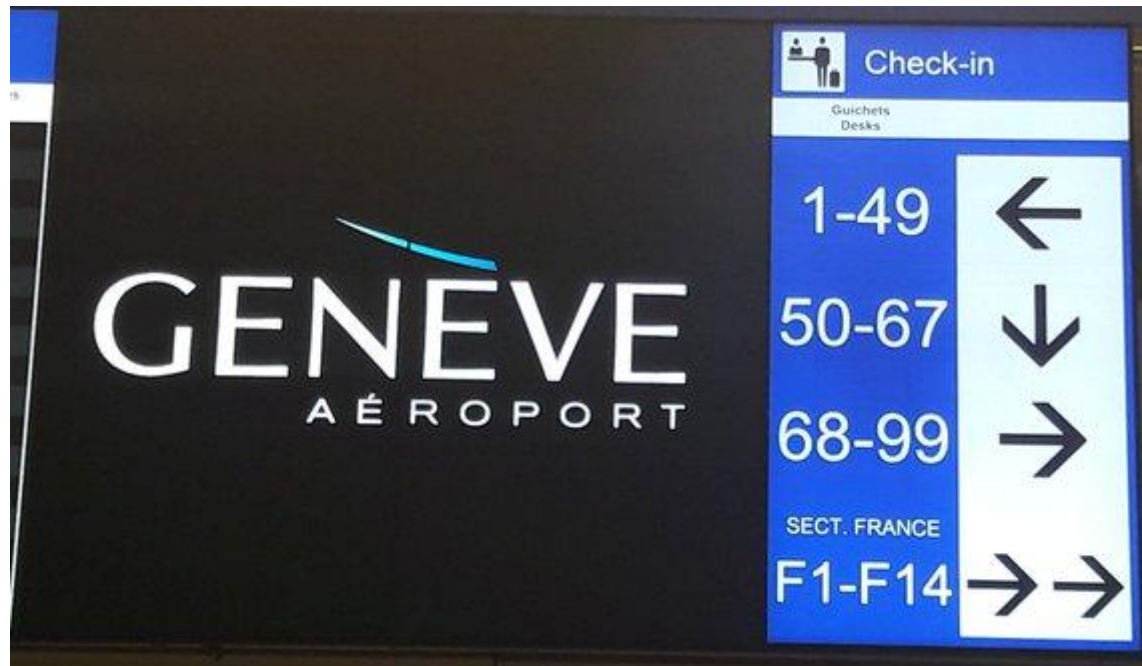 Check-in
Guichets
Desks
1-49
50-67
68-99
SECT. FRANCE
F1-F14
GENÈVE
AÉROPORT